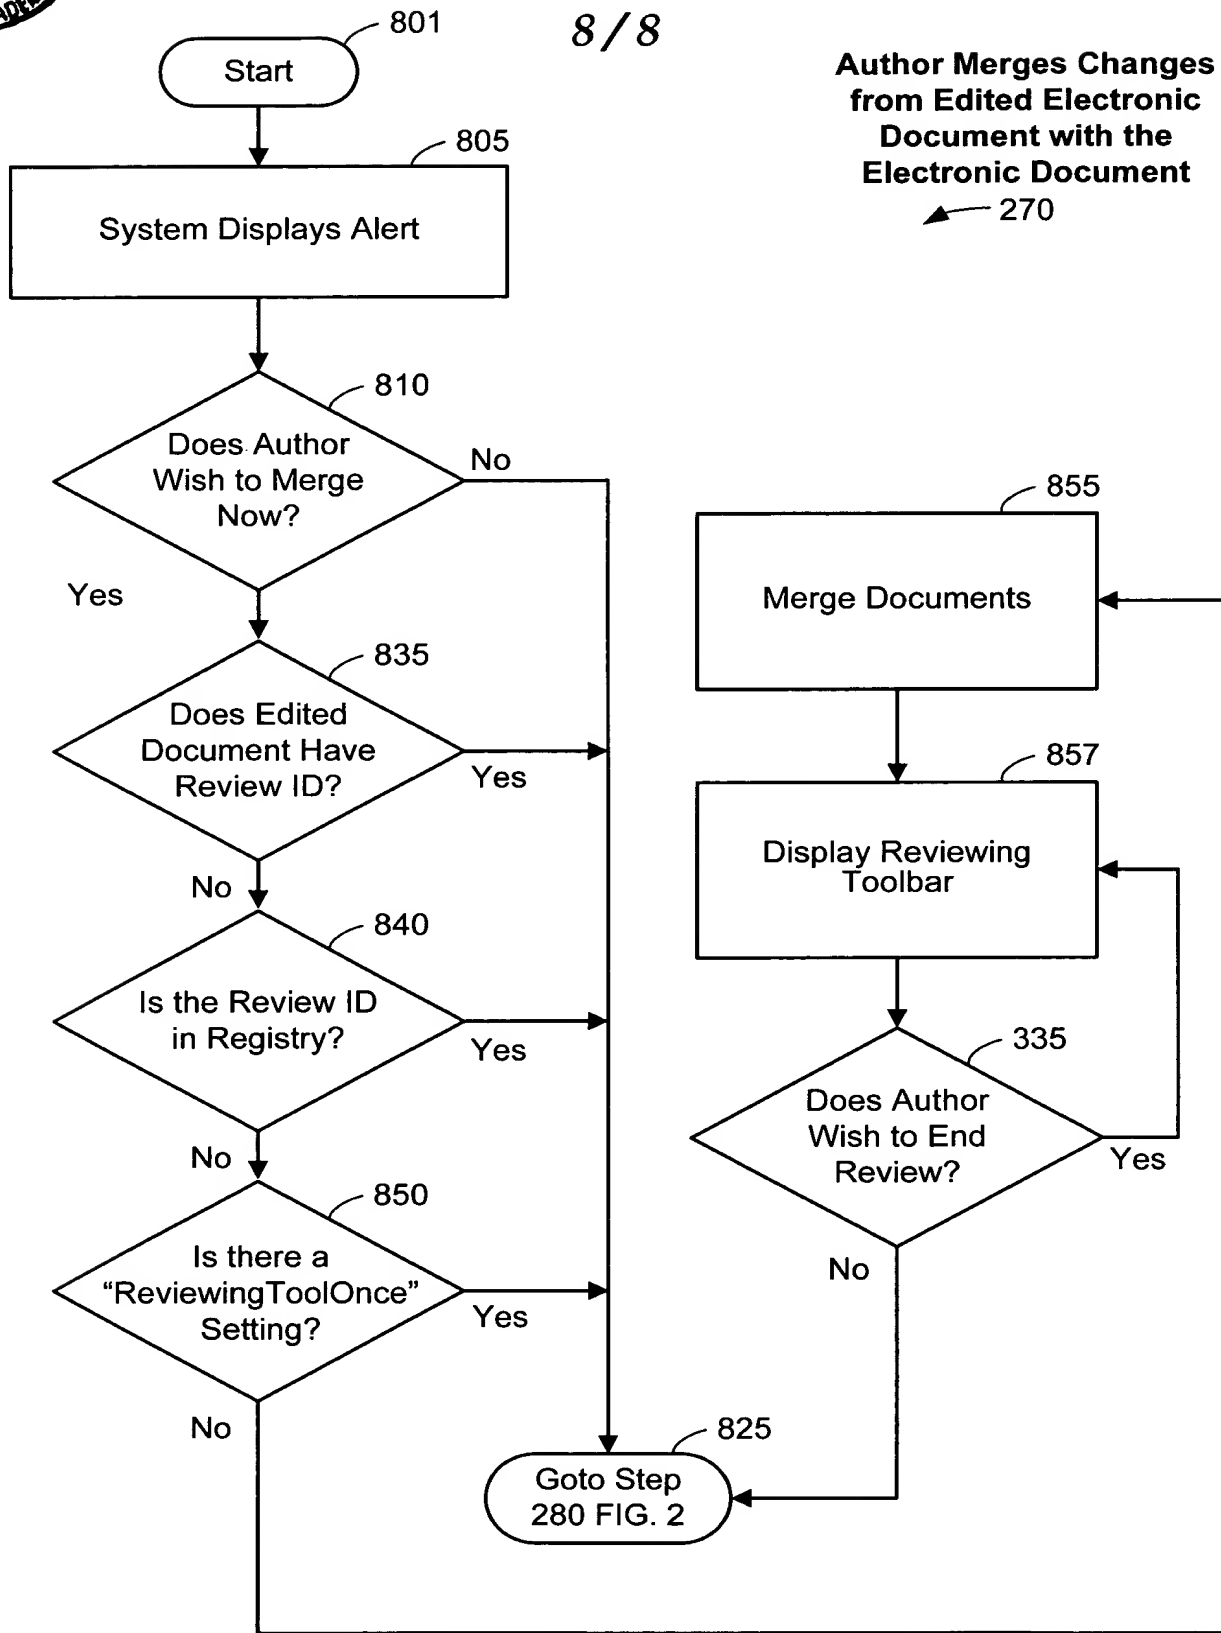 8/8
801
Start
Author Merges Changes
from Edited Electronic
Document with the
Electronic Document
270
805
System Displays Alert
810
Does Author
Wish to Merge
Now?
No
Yes
835
Does Edited
Document Have
Review ID?
Yes
No
840
Is the Review ID
in Registry?
Yes
No
850
Is there a
“ReviewingToolOnce”
Setting?
Yes
No
855
Merge Documents
857
Display Reviewing
Toolbar
335
Does Author
Wish to End
Review?
Yes
No
825
Goto Step
280 FIG. 2